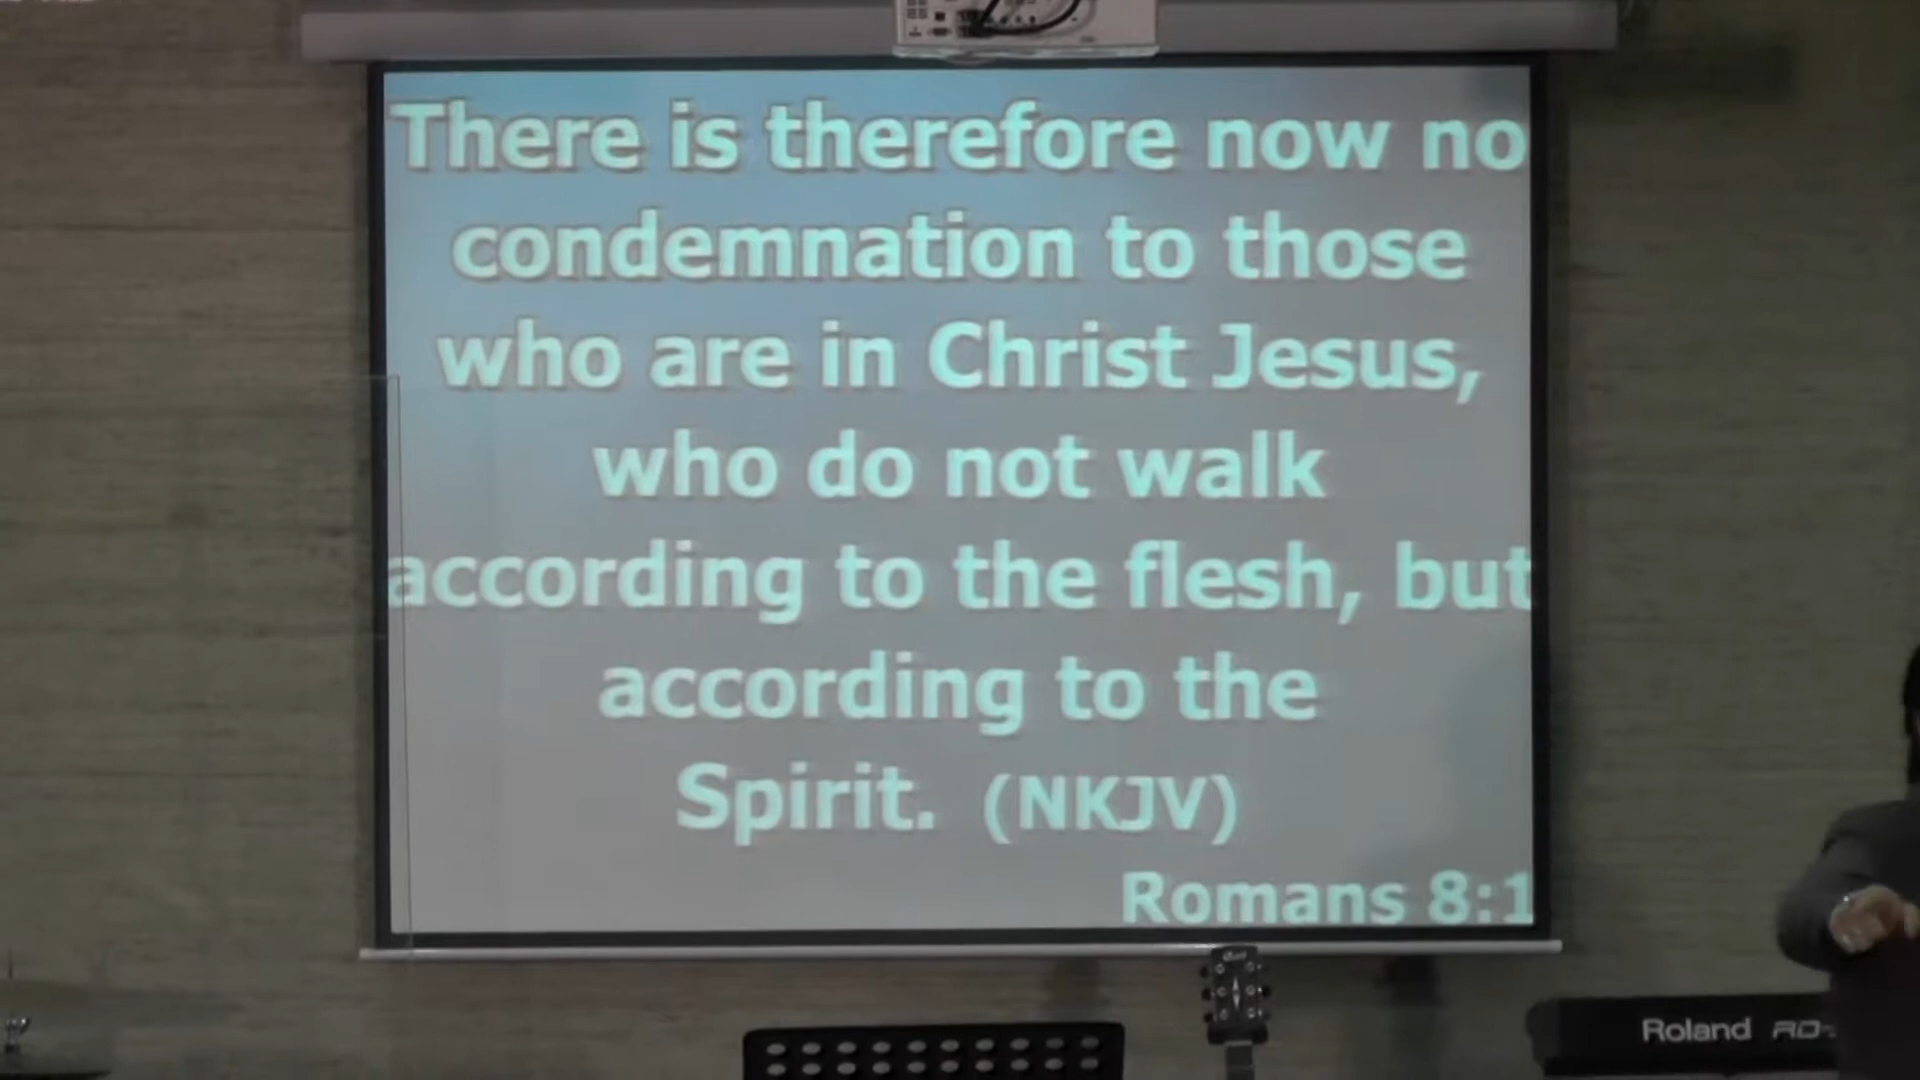 There is therefore now no
condemnation to those
who are in Christ Jesus,
who do not walk
according to the flesh, but
according to the
Spirit. (NKJV)
Romans 8:1
Roland RD-